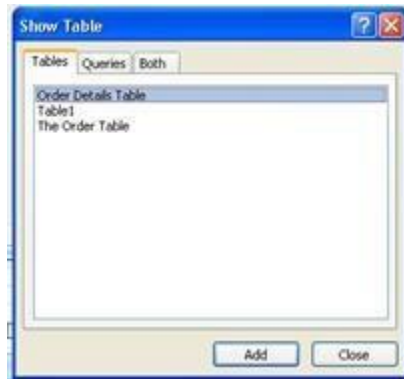 Show Table
Tables Queries Both
Order Details Table
Table1
The Order Table
Add Close